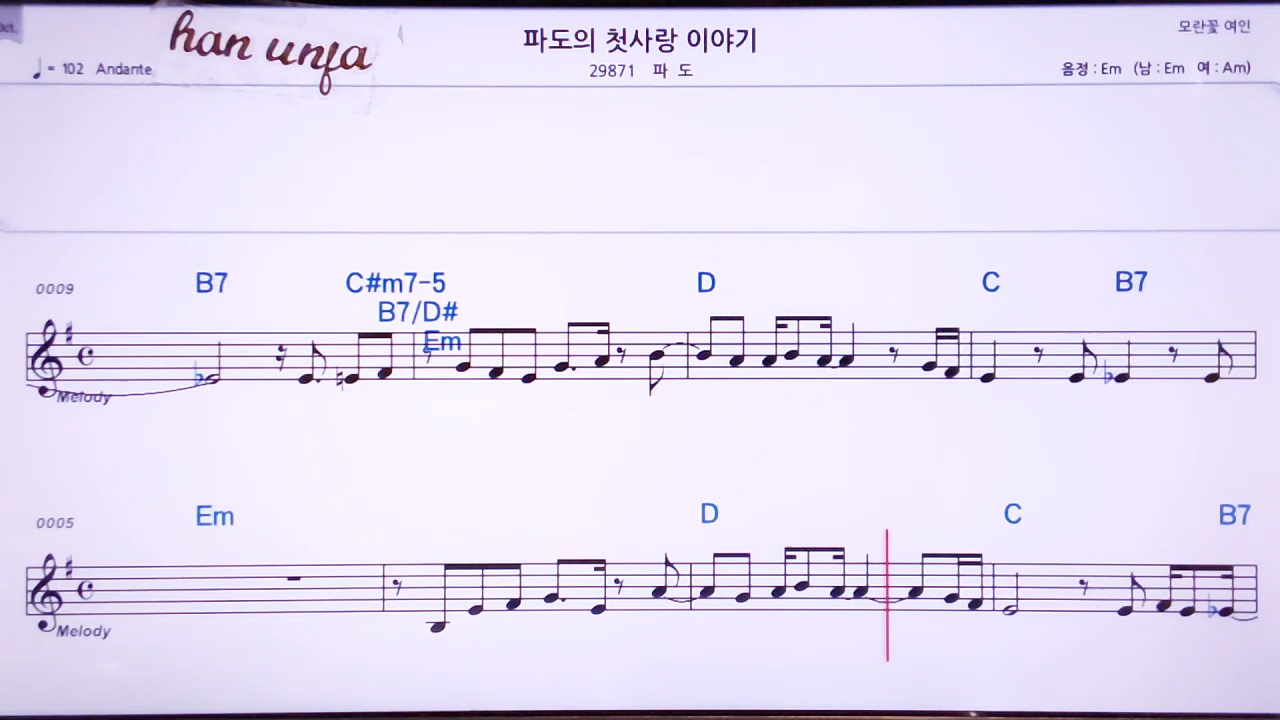 han unja
파도의 첫사랑 이야기
모란꽃 여인
♩= 102 Andante
29871 파 도
음정 : Em (남 : Em 여 : Am)
0009 B7 C#m7-5 D C B7
B7/D#
Em
Melody
0005 Em D C B7
Melody